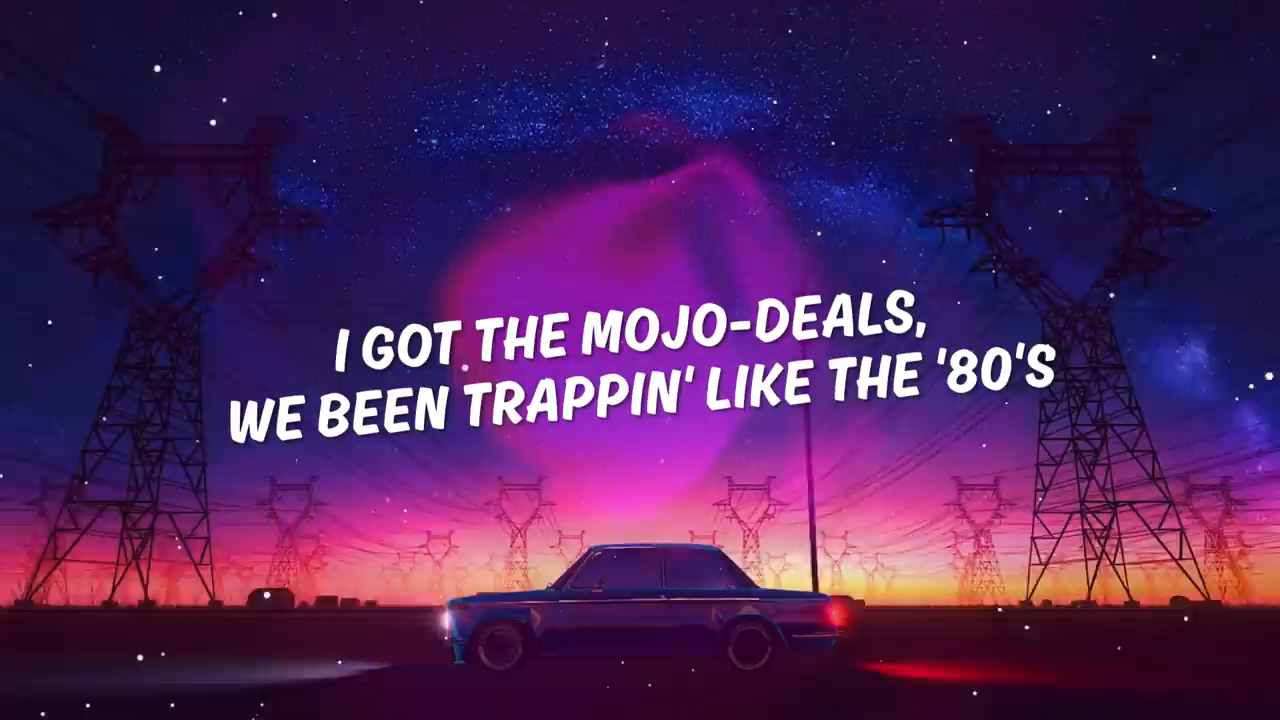 I GOT THE MOJO-DEALS,
WE BEEN TRAPPIN' LIKE THE '80'S